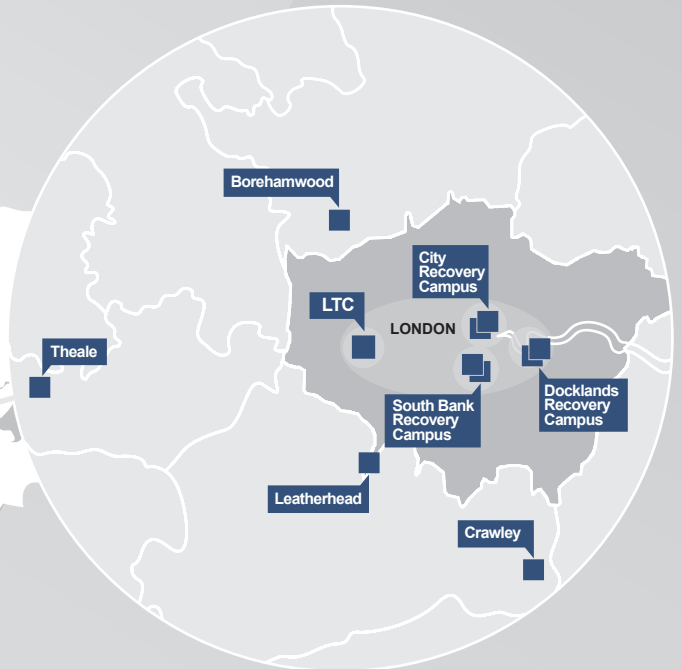 Borehamwood
City
Recovery
Campus
LTC
LONDON
Theale
South Bank
Recovery
Campus
Docklands
Recovery
Campus
Leatherhead
Crawley